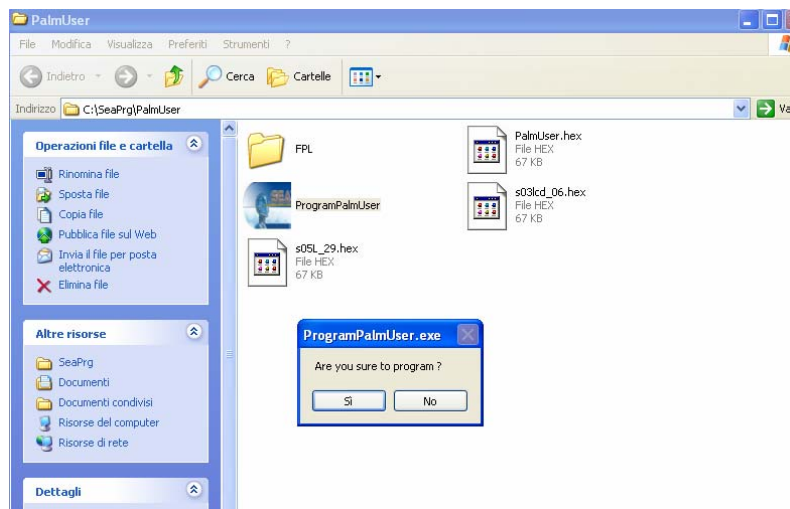 PalmUser
File Modifica Visualizza Preferiti Strumenti ?
Indietro Cerca Cartelle
Indirizzo C:\SeaPrg\PalmUser Va
Operazioni file e cartella
Rinomina file
Sposta file
Copia file
Pubblica file sul Web
Invia il file per posta
elettronica
Elimina file
Altre risorse
SeaPrg
Documenti
Documenti condivisi
Risorse del computer
Risorse di rete
Dettagli
FPL
PalmUser.hex
File HEX
67 KB
ProgramPalmUser
s03lcd_06.hex
File HEX
67 KB
s05L_29.hex
File HEX
67 KB
ProgramPalmUser.exe
Are you sure to program ?
Sì No